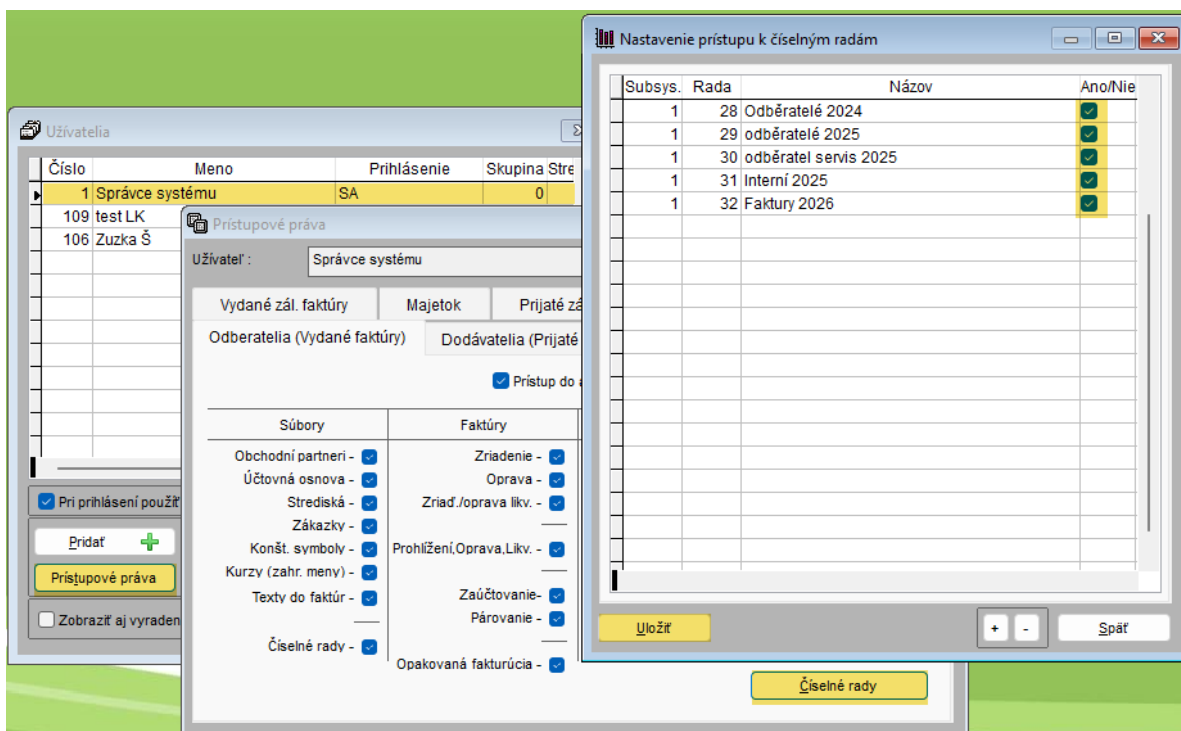 Užívatelia
Číslo Meno Prihlásenie Skupina Stre
1 Správce systému SA 0
109 test LK
106 Zuzka Š
Pri prihlásení použiť
Pridať
Prístupové práva
Zobraziť aj vyraden
Prístupové práva
Užívateľ : Správce systému
Vydané zál. faktúry Majetok Prijaté zá
Odberatelia (Vydané faktúry) Dodávatelia (Prijaté
Prístup do a
Súbory Faktúry
Obchodní partneri - Zriadenie -
Účtovná osnova - Oprava -
Strediská - Zriaď./oprava likv. -
Zákazky -
Konšt. symboly - Prohlížení,Oprava,Likv. -
Kurzy (zahr. meny) -
Texty do faktúr - Zaúčtovanie-
Párovanie -
Číselné rady -
Opakovaná fakturúcia -
Číselné rady
Nastavenie prístupu k číselným radám
Subsys. Rada Názov Ano/Nie
1 28 Odběratelé 2024
1 29 odběratelé 2025
1 30 odběratel servis 2025
1 31 Interní 2025
1 32 Faktury 2026
Uložiť + - Späť